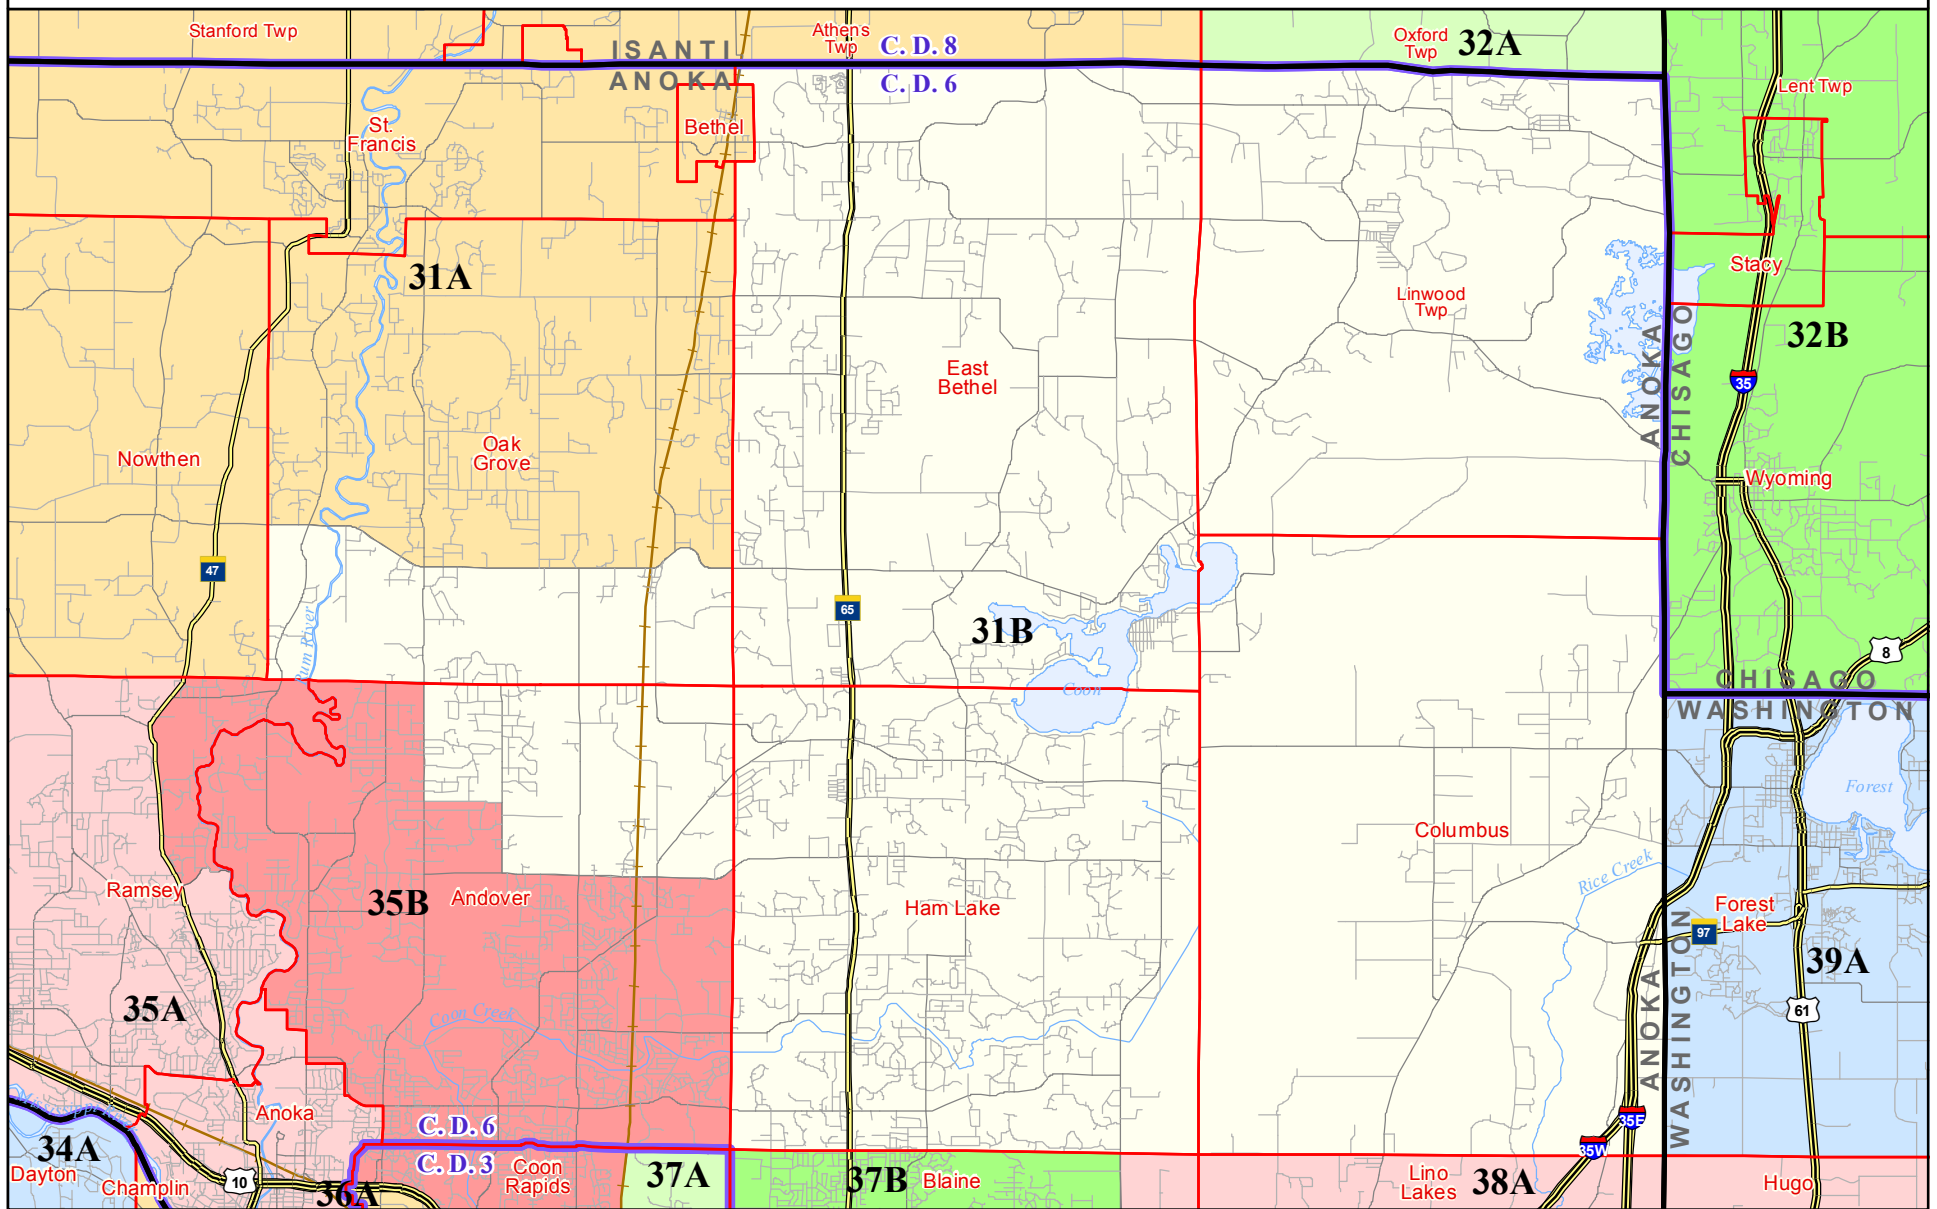 Stanford Twp
ISANTI
ANOKA
Athens
Twp
C. D. 8
C. D. 6
Oxford
Twp
32A
Lent Twp
St.
Francis
Bethel
31A
Stacy
Linwood
Twp
32B
ANOKA
CHISAGO
35
East
Bethel
Oak
Grove
Nowthen
Wyoming
47
65
Rum River
31B
8
Coon
CHISAGO
WASHINGTON
Forest
Columbus
Rice Creek
Ramsey
35B
Andover
Ham Lake
Forest
Lake
97
39A
35A
Coon Creek
61
ANOKA
WASHINGTON
Anoka
C. D. 6
C. D. 3
35E
35W
34A
Dayton
Champlin
10
36A
Coon
Rapids
37A
37B
Blaine
Lino
Lakes
38A
Hugo